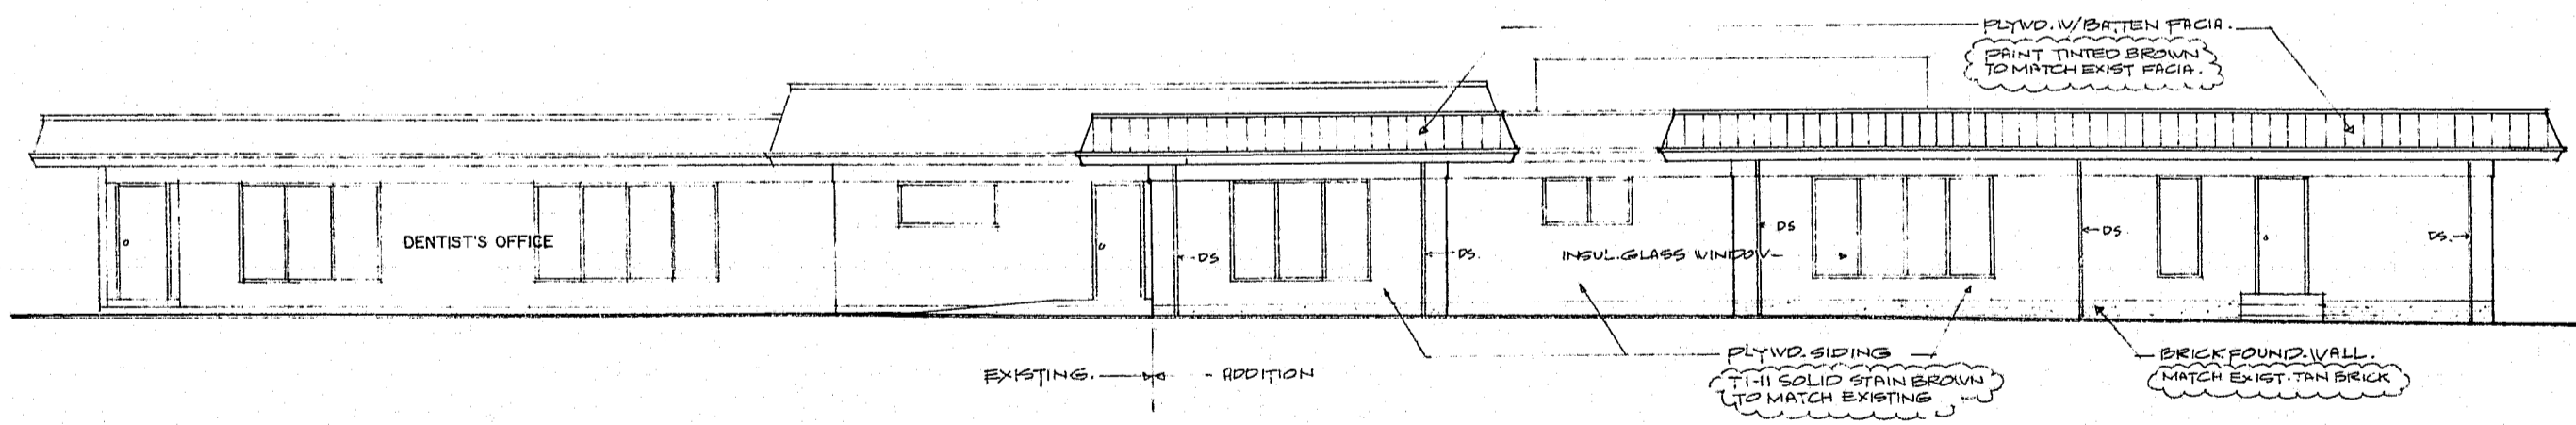 PLYWD. W/BATTEN FACIA.
PAINT TINTED BROWN
TO MATCH EXIST FACIA.
DENTIST'S OFFICE
DS
DS.
INSUL. GLASS WINDOW
DS
DS.
DS.
EXISTING.
ADDITION
PLYWD. SIDING
T1-11 SOLID STAIN BROWN
TO MATCH EXISTING
BRICK FOUND. WALL.
MATCH EXIST. TAN BRICK